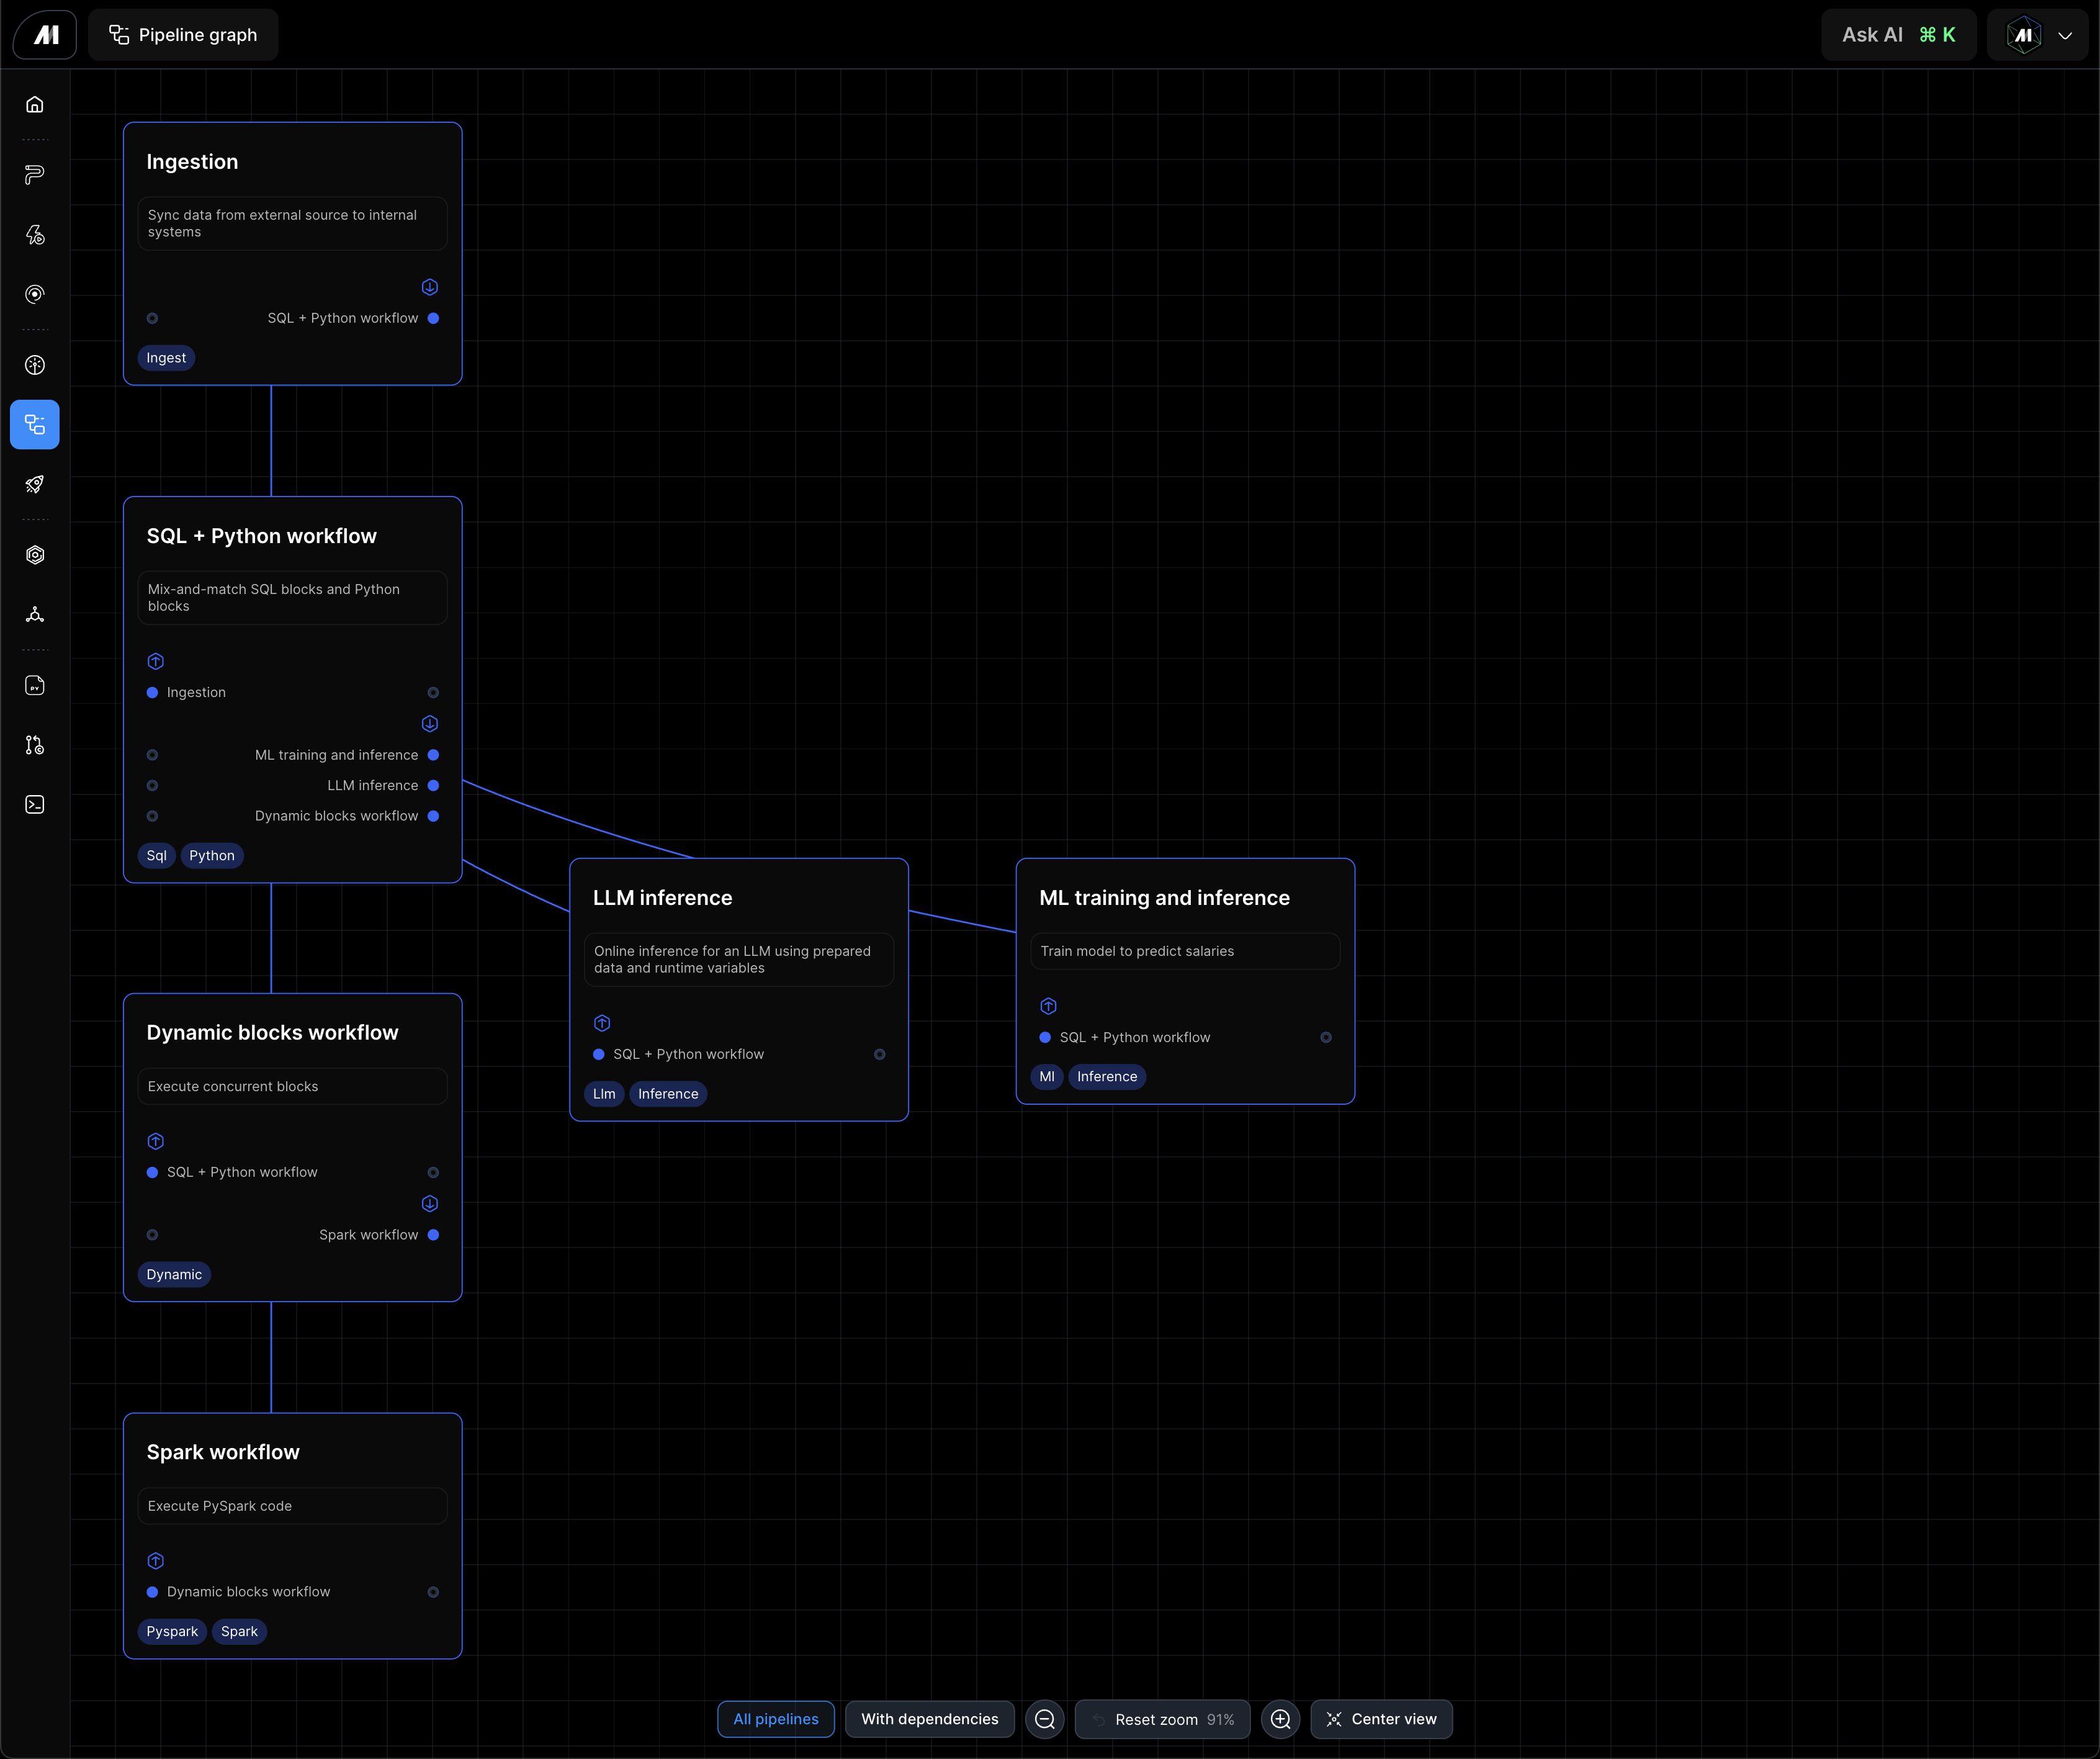 Pipeline graph
Ask AI ⌘ K
Ingestion
Sync data from external source to internal
systems
SQL + Python workflow
Ingest
SQL + Python workflow
Mix-and-match SQL blocks and Python
blocks
Ingestion
ML training and inference
LLM inference
Dynamic blocks workflow
Sql Python
LLM inference
Online inference for an LLM using prepared
data and runtime variables
SQL + Python workflow
Llm Inference
ML training and inference
Train model to predict salaries
SQL + Python workflow
Ml Inference
Dynamic blocks workflow
Execute concurrent blocks
SQL + Python workflow
Spark workflow
Dynamic
Spark workflow
Execute PySpark code
Dynamic blocks workflow
Pyspark Spark
All pipelines With dependencies Reset zoom 91% Center view
PY